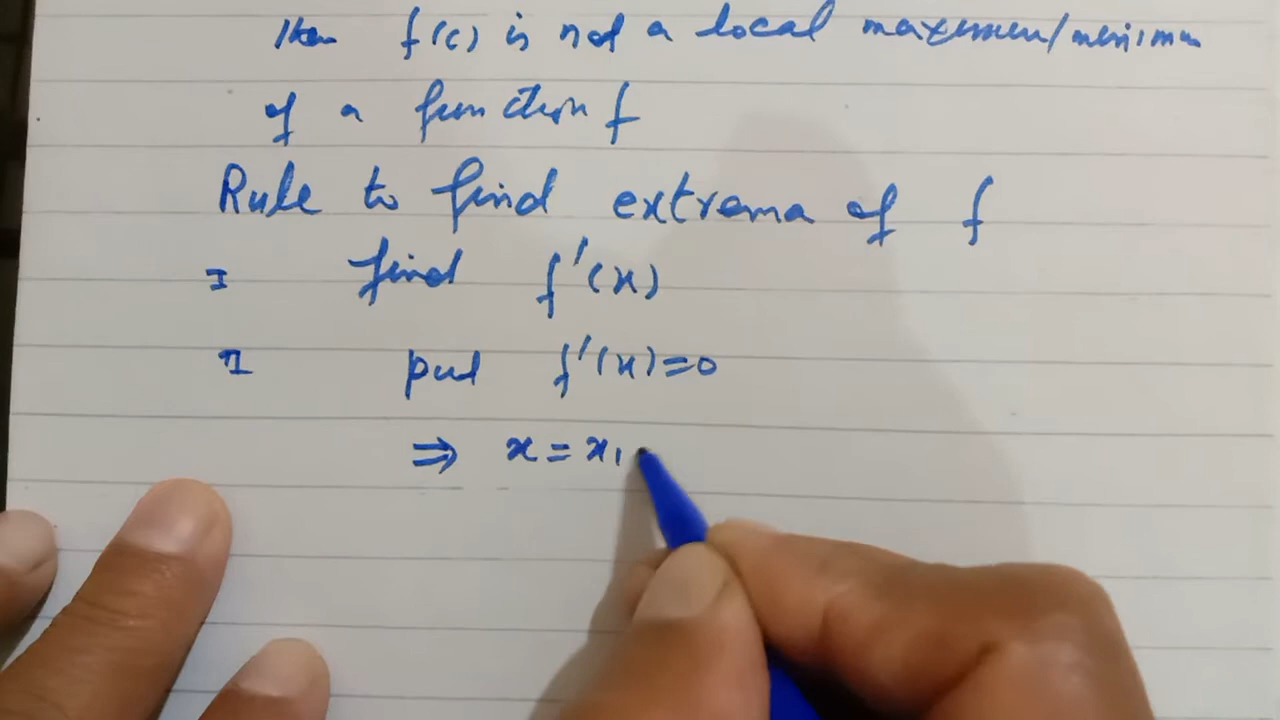 then f(c) is not a local maximum/minimum
of a function f
Rule to find extrema of f
I find f'(x)
II put f'(x)=0
⇒ x = x₁